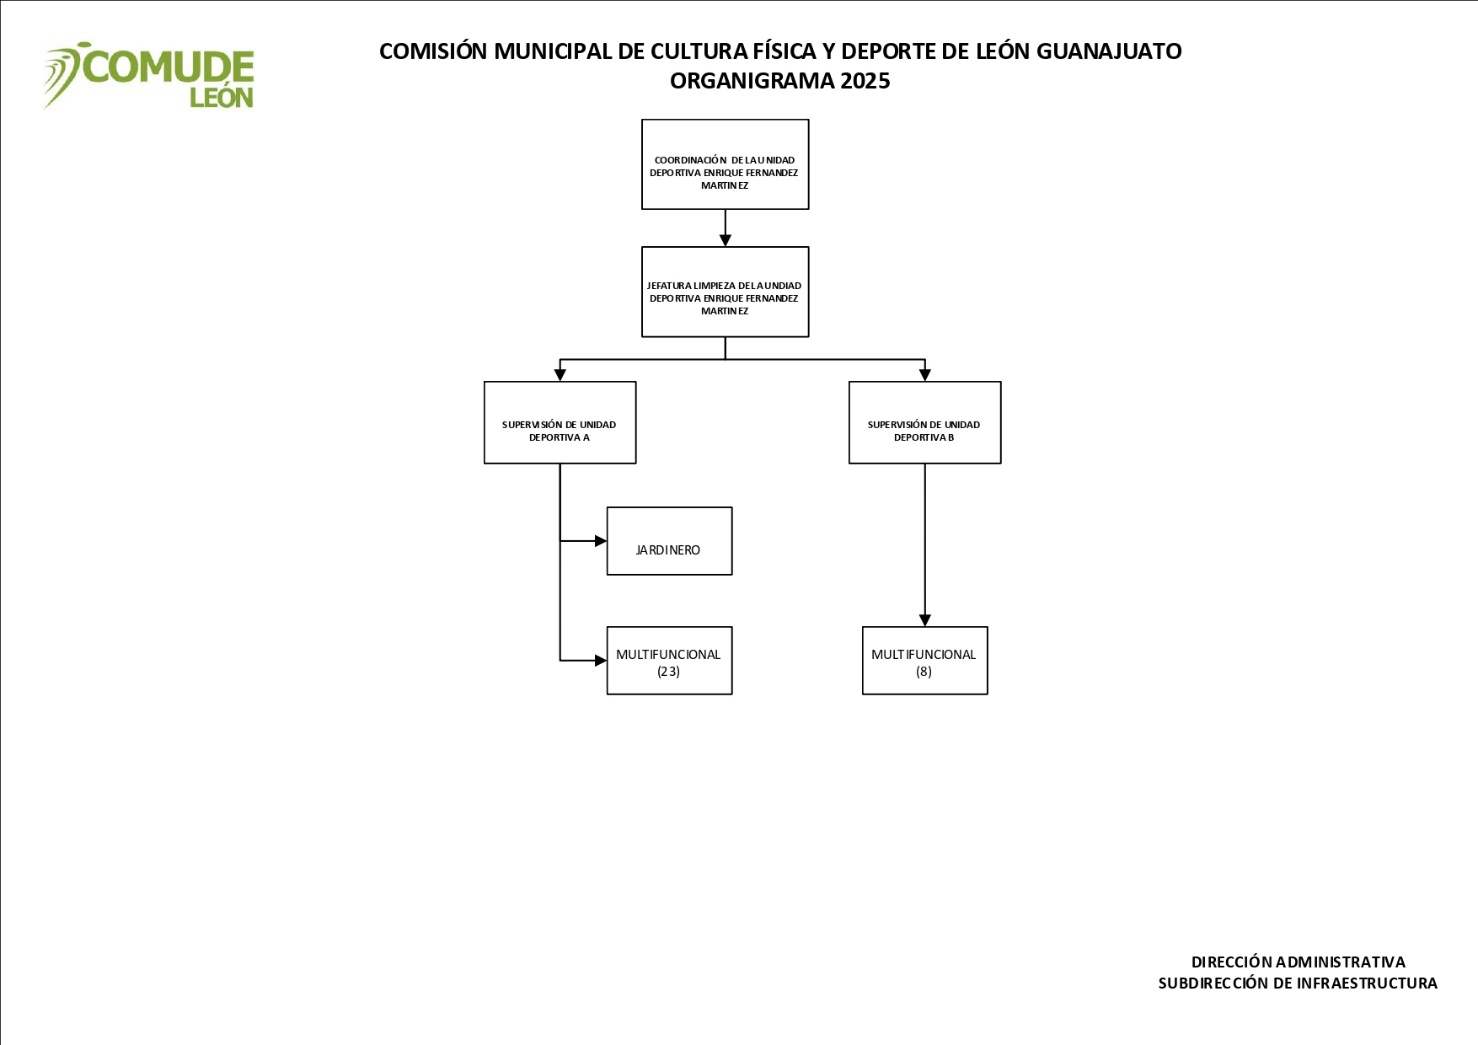 COMUDE
LEÓN
COMISIÓN MUNICIPAL DE CULTURA FÍSICA Y DEPORTE DE LEÓN GUANAJUATO
ORGANIGRAMA 2025
COORDINACIÓN DE LA UNIDAD
DEPORTIVA ENRIQUE FERNANDEZ
MARTINEZ
JEFATURA LIMPIEZA DE LA UNDIAD
DEPORTIVA ENRIQUE FERNANDEZ
MARTINEZ
SUPERVISIÓN DE UNIDAD
DEPORTIVA A
SUPERVISIÓN DE UNIDAD
DEPORTIVA B
JARDINERO
MULTIFUNCIONAL
(23)
MULTIFUNCIONAL
(8)
DIRECCIÓN ADMINISTRATIVA
SUBDIRECCIÓN DE INFRAESTRUCTURA